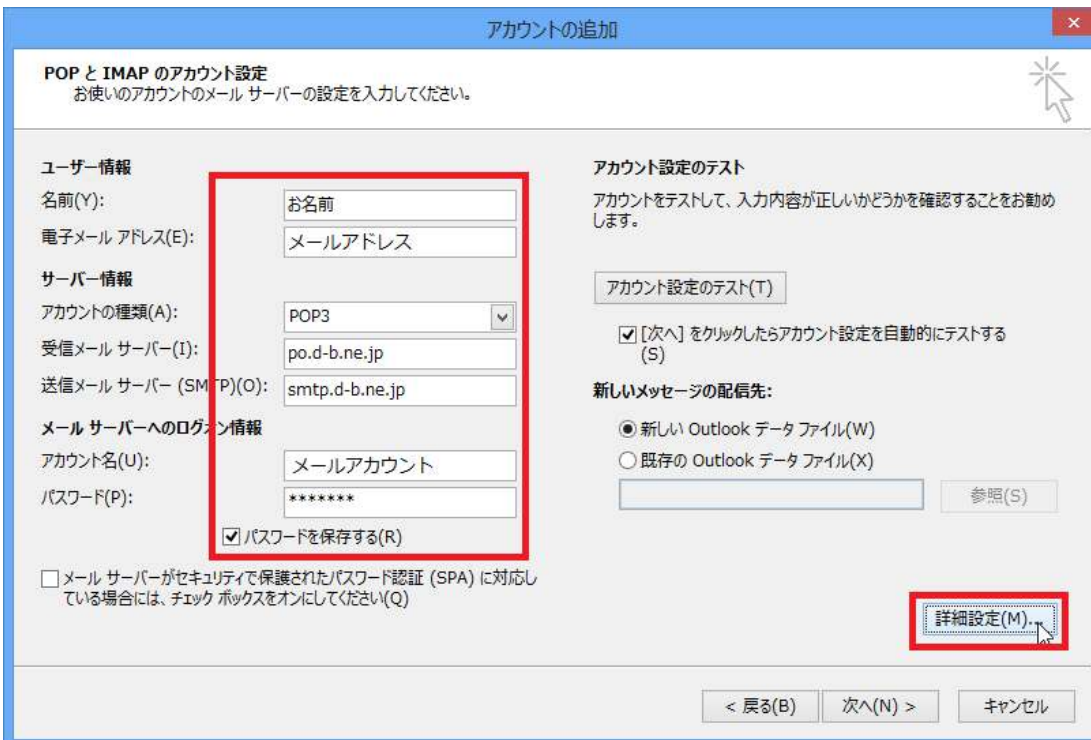 アカウントの追加
POP と IMAP のアカウント設定
お使いのアカウントのメール サーバーの設定を入力してください。
ユーザー情報
名前(Y):
お名前
電子メール アドレス(E):
メールアドレス
サーバー情報
アカウントの種類(A):
POP3
受信メール サーバー(I):
po.d-b.ne.jp
送信メール サーバー (SMTP)(O):
smtp.d-b.ne.jp
メール サーバーへのログオン情報
アカウント名(U):
メールアカウント
パスワード(P):
*******
パスワードを保存する(R)
メール サーバーがセキュリティで保護されたパスワード認証 (SPA) に対応し
ている場合には、チェック ボックスをオンにしてください(Q)
アカウント設定のテスト
アカウントをテストして、入力内容が正しいかどうかを確認することをお勧め
します。
アカウント設定のテスト(T)
[次へ] をクリックしたらアカウント設定を自動的にテストする
(S)
新しいメッセージの配信先:
新しい Outlook データ ファイル(W)
既存の Outlook データ ファイル(X)
参照(S)
詳細設定(M)...
< 戻る(B)
次へ(N) >
キャンセル